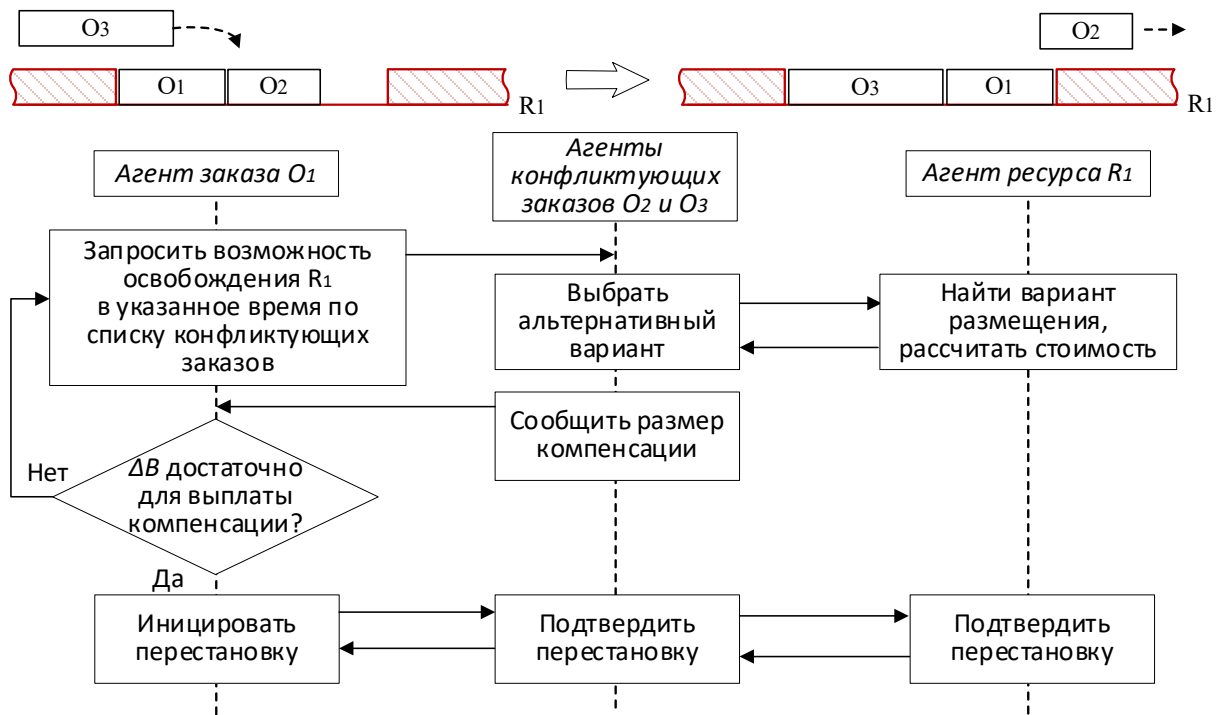 O3
O1
O2
R1
O2
O3
O1
R1
Агент заказа O1
Агенты
конфликтующих
заказов O2 и O3
Агент ресурса R1
Запросить возможность
освобождения R1
в указанное время по
списку конфликтующих
заказов
Выбрать
альтернативный
вариант
Найти вариант
размещения,
рассчитать стоимость
Сообщить размер
компенсации
Нет
ΔB достаточно
для выплаты
компенсации?
Да
Иницировать
перестановку
Подтвердить
перестановку
Подтвердить
перестановку